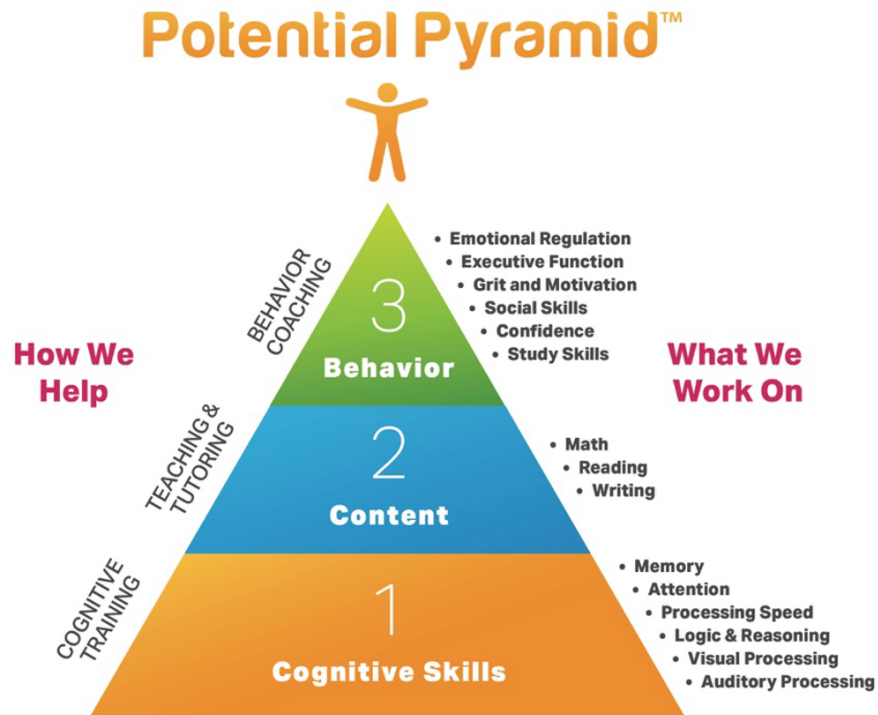 Potential Pyramid™
How We
Help
What We
Work On
BEHAVIOR
COACHING
3
Behavior
• Emotional Regulation
• Executive Function
• Grit and Motivation
• Social Skills
• Confidence
• Study Skills
TEACHING &
TUTORING
2
Content
• Math
• Reading
• Writing
COGNITIVE
TRAINING
1
Cognitive Skills
• Memory
• Attention
• Processing Speed
• Logic & Reasoning
• Visual Processing
• Auditory Processing